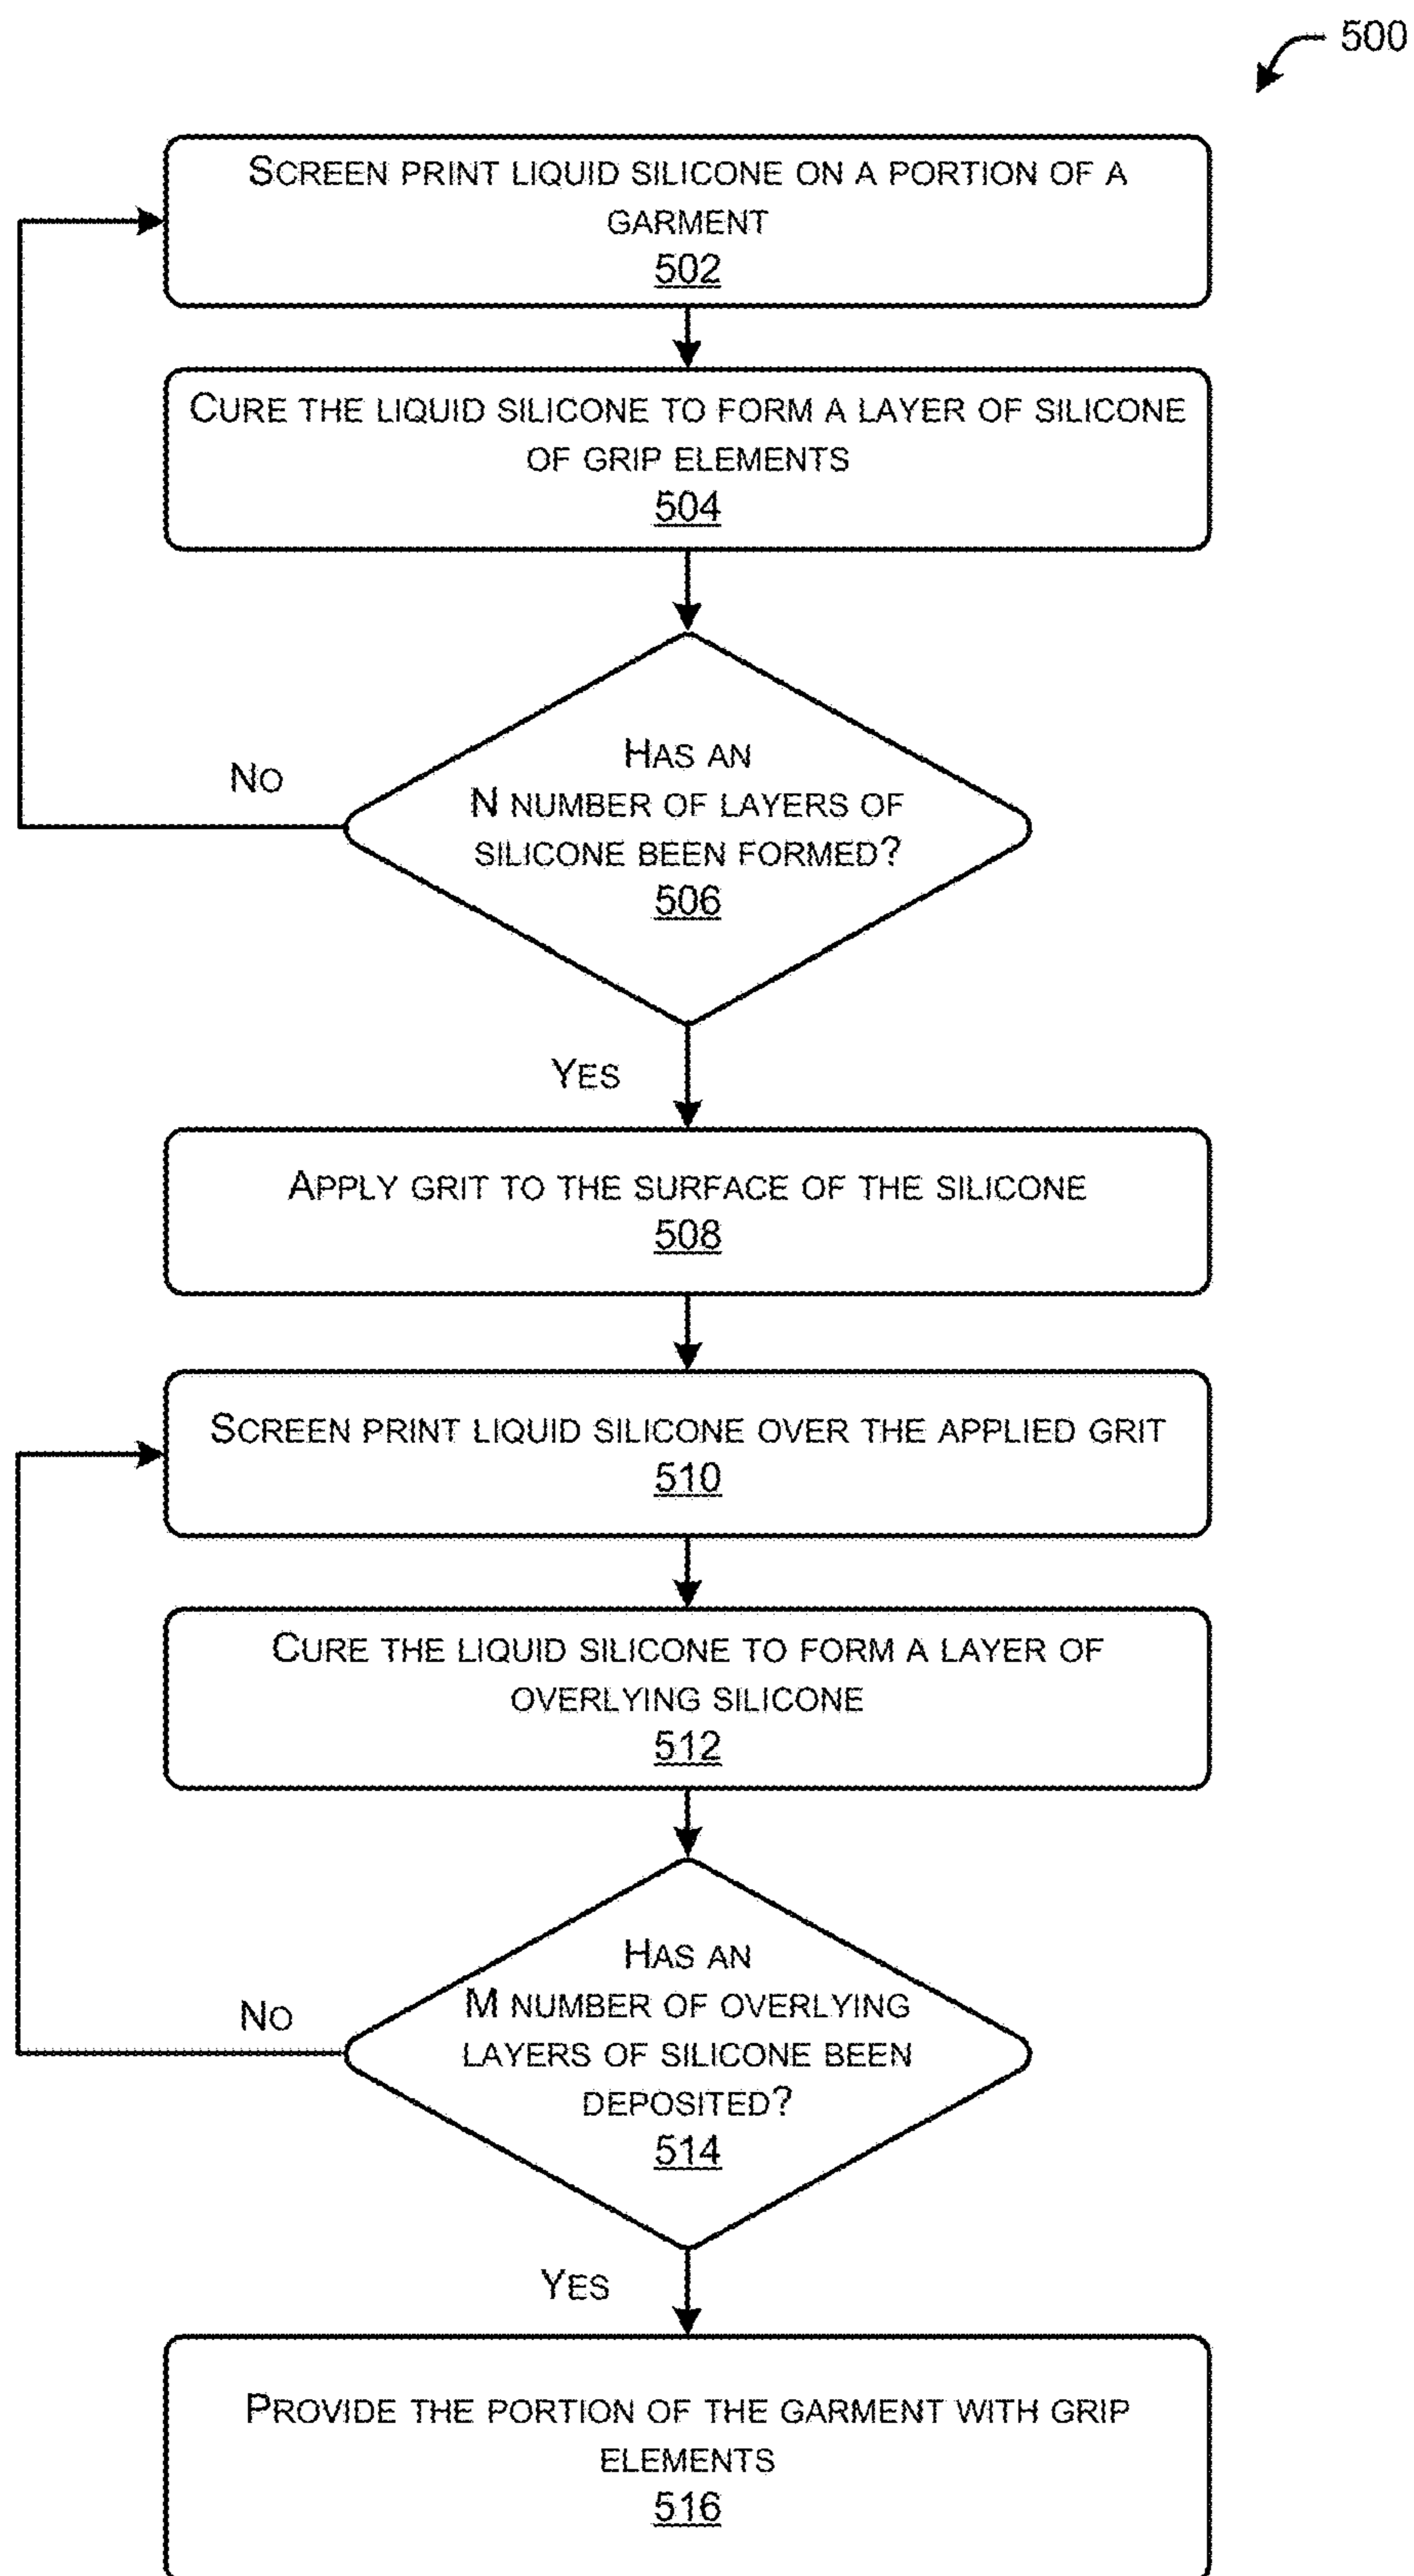 500
SCREEN PRINT LIQUID SILICONE ON A PORTION OF A
GARMENT
502
CURE THE LIQUID SILICONE TO FORM A LAYER OF SILICONE
OF GRIP ELEMENTS
504
HAS AN
N NUMBER OF LAYERS OF
SILICONE BEEN FORMED?
506
NO
YES
APPLY GRIT TO THE SURFACE OF THE SILICONE
508
SCREEN PRINT LIQUID SILICONE OVER THE APPLIED GRIT
510
CURE THE LIQUID SILICONE TO FORM A LAYER OF
OVERLYING SILICONE
512
HAS AN
M NUMBER OF OVERLYING
LAYERS OF SILICONE BEEN
DEPOSITED?
514
NO
YES
PROVIDE THE PORTION OF THE GARMENT WITH GRIP
ELEMENTS
516